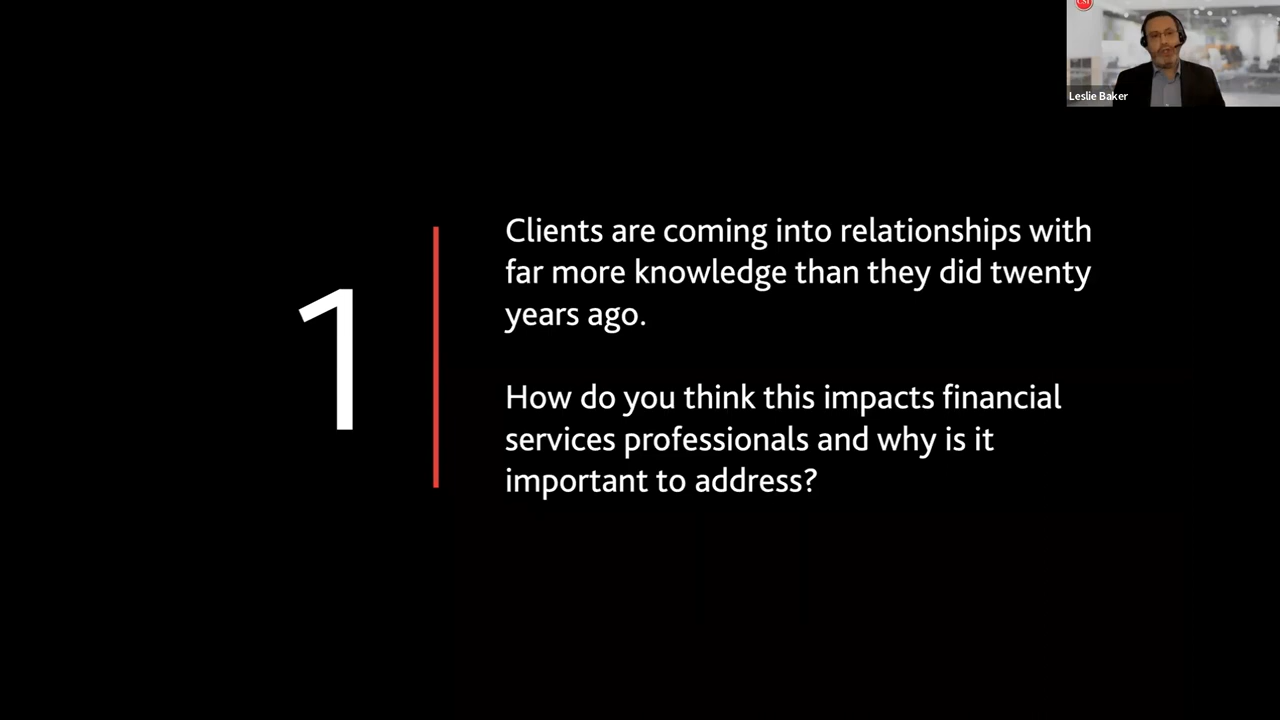 CSI
Leslie Baker
1
Clients are coming into relationships with
far more knowledge than they did twenty
years ago.
How do you think this impacts financial
services professionals and why is it
important to address?